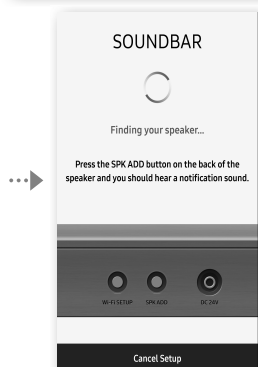 SOUNDBAR
Finding your speaker...
Press the SPK ADD button on the back of the
speaker and you should hear a notification sound.
WI-FI SETUP SPK ADD DC 24V
Cancel Setup